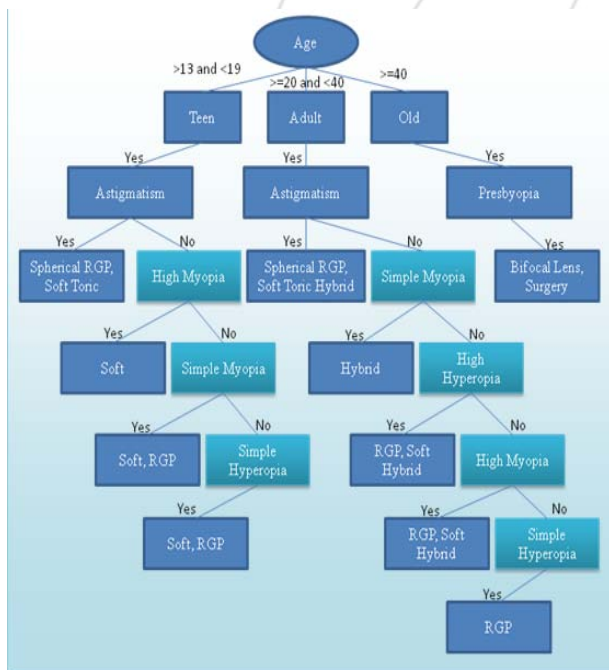 Age
>13 and <19
>=20 and <40
>=40
Teen
Adult
Old
Yes
Yes
Yes
Astigmatism
Astigmatism
Presbyopia
Yes
No
Yes
No
Yes
Spherical RGP,
Soft Toric
High Myopia
Spherical RGP,
Soft Toric Hybrid
Simple Myopia
Bifocal Lens,
Surgery
Yes
No
Yes
No
Soft
Simple Myopia
Hybrid
High
Hyperopia
Yes
No
Yes
No
Soft, RGP
Simple
Hyperopia
RGP, Soft
Hybrid
High Myopia
Yes
Yes
No
Soft, RGP
RGP, Soft
Hybrid
Simple
Hyperopia
Yes
RGP